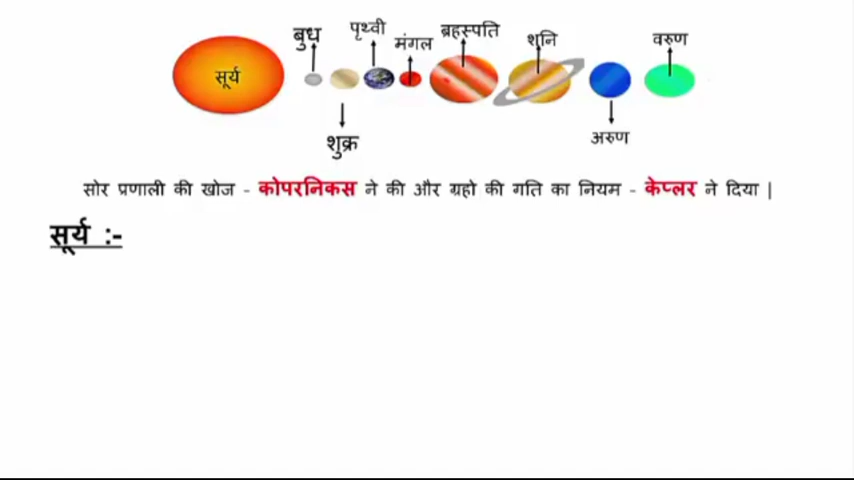 बुध
पृथ्वी
मंगल
ब्रहस्पति
शनि
वरुण
सूर्य
शुक्र
अरुण
सोर प्रणाली की खोज - कोपरनिकस ने की और ग्रहो की गति का नियम - केप्लर ने दिया |
सूर्य :-